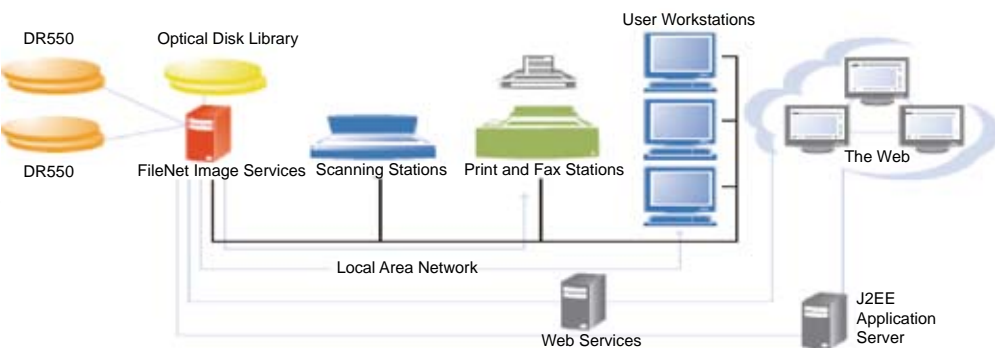 User Workstations
DR550
Optical Disk Library
DR550
FileNet Image Services
Scanning Stations
Print and Fax Stations
The Web
Local Area Network
Web Services
J2EE
Application
Server